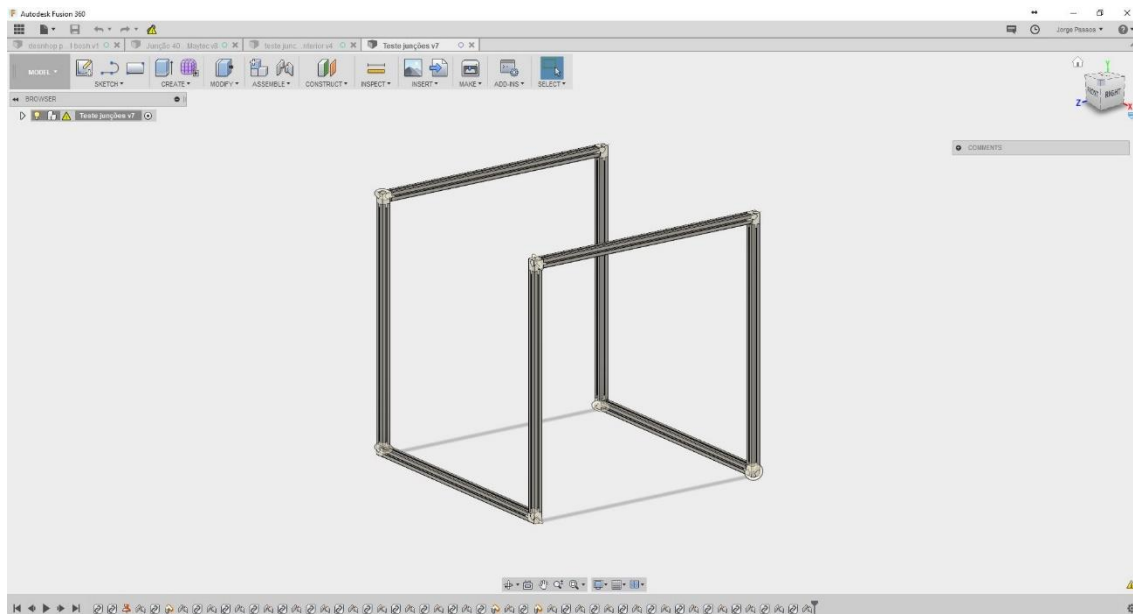 Autodesk Fusion 360
Jorge Passos
Teste junções v7
MODEL
SKETCH
CREATE
MODIFY
ASSEMBLE
CONSTRUCT
INSPECT
INSERT
MAKE
ADD-INS
SELECT
BROWSER
Teste junções v7
COMMENTS
Y
Z
X
RIGHT